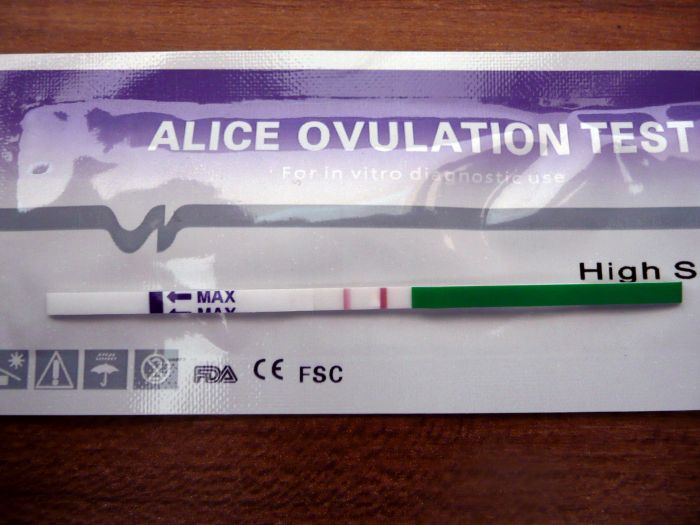 ALICE OVULATION TEST
For in vitro diagnostic use
High S
MAX
MAX
FDA CE FSC